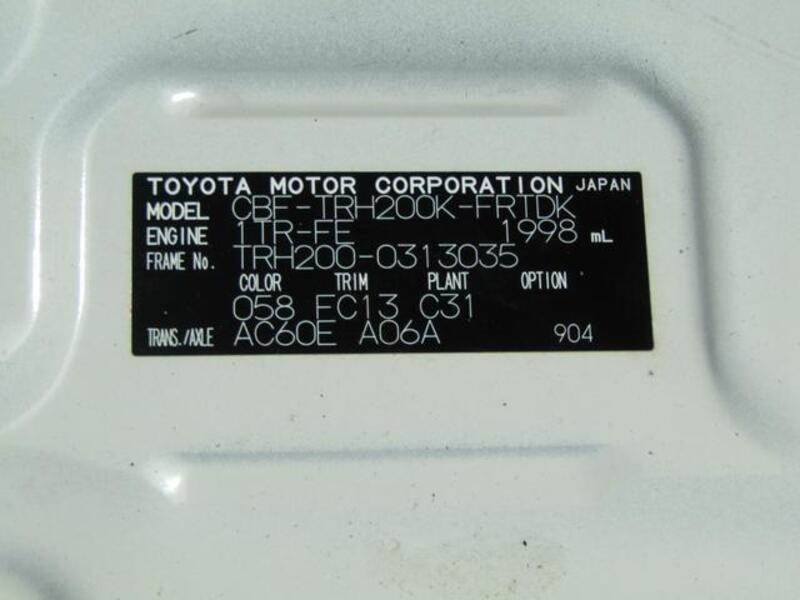 TOYOTA MOTOR CORPORATION JAPAN
MODEL CBF-TRH200K-FRTDK
ENGINE 1TR-FE 1998 mL
FRAME No. TRH200-0313035
COLOR TRIM PLANT OPTION
058 FC13 C31
TRANS./AXLE AC60E A06A 904